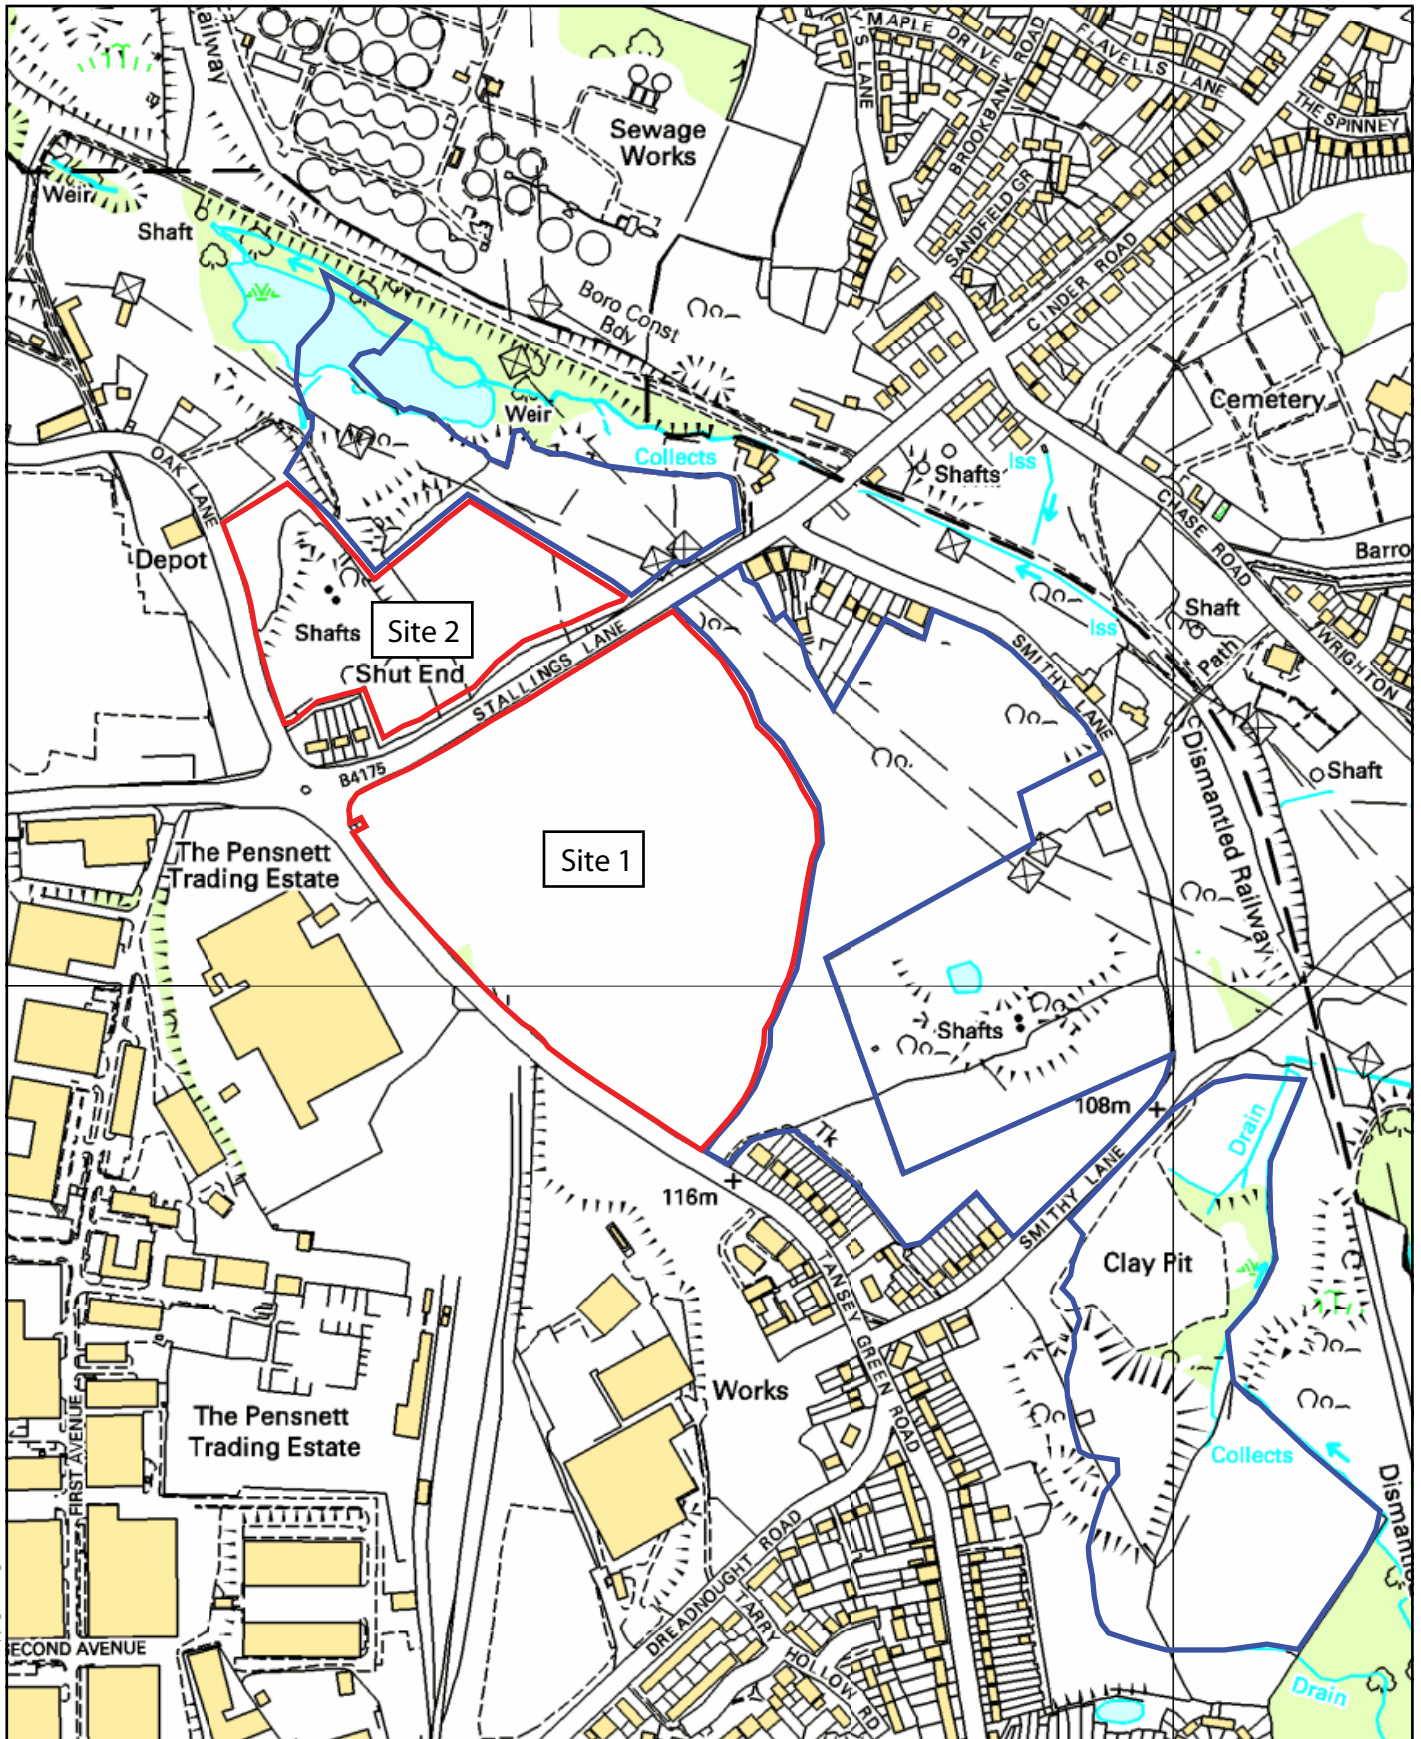 ailway
S LANE
MAPLE DRIVE
BROOKBANK ROAD
FLAVELLS LANE
THE SPINNEY
Sewage
Works
Weir
Shaft
SANDFIELD GR
CINDER ROAD
Boro Const
Bdy
Cemetery
Weir
Collects
OAK LANE
Shafts
Iss
CHASE ROAD
Depot
Barro
Shafts
Site 2
Shut End
STALLINGS LANE
SMITHY LANE
Iss
Shaft
Path
WRIGHTON
B4175
Dismantled Railway
Shaft
The Pensnett
Trading Estate
Site 1
Shafts
108m
Drain
Tk
116m
SMITHY LANE
Clay Pit
TANSEY GREEN ROAD
Works
The Pensnett
Trading Estate
FIRST AVENUE
Collects
Dismantl
DREADNOUGHT ROAD
TARRY HOLLOW RD
SECOND AVENUE
Drain